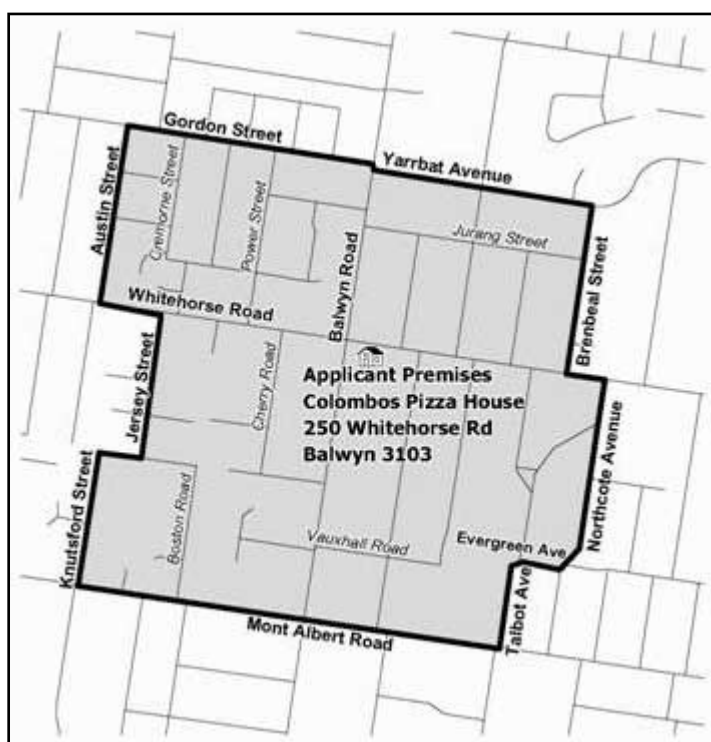 Gordon Street
Yarrbat Avenue
Austin Street
Cremorne Street
Power Street
Jurang Street
Balwyn Road
Brenbeal Street
Whitehorse Road
Jersey Street
Cherry Road
Applicant Premises
Colombos Pizza House
250 Whitehorse Rd
Balwyn 3103
Northcote Avenue
Knutsford Street
Boston Road
Vauxhall Road
Evergreen Ave
Talbot Ave
Mont Albert Road